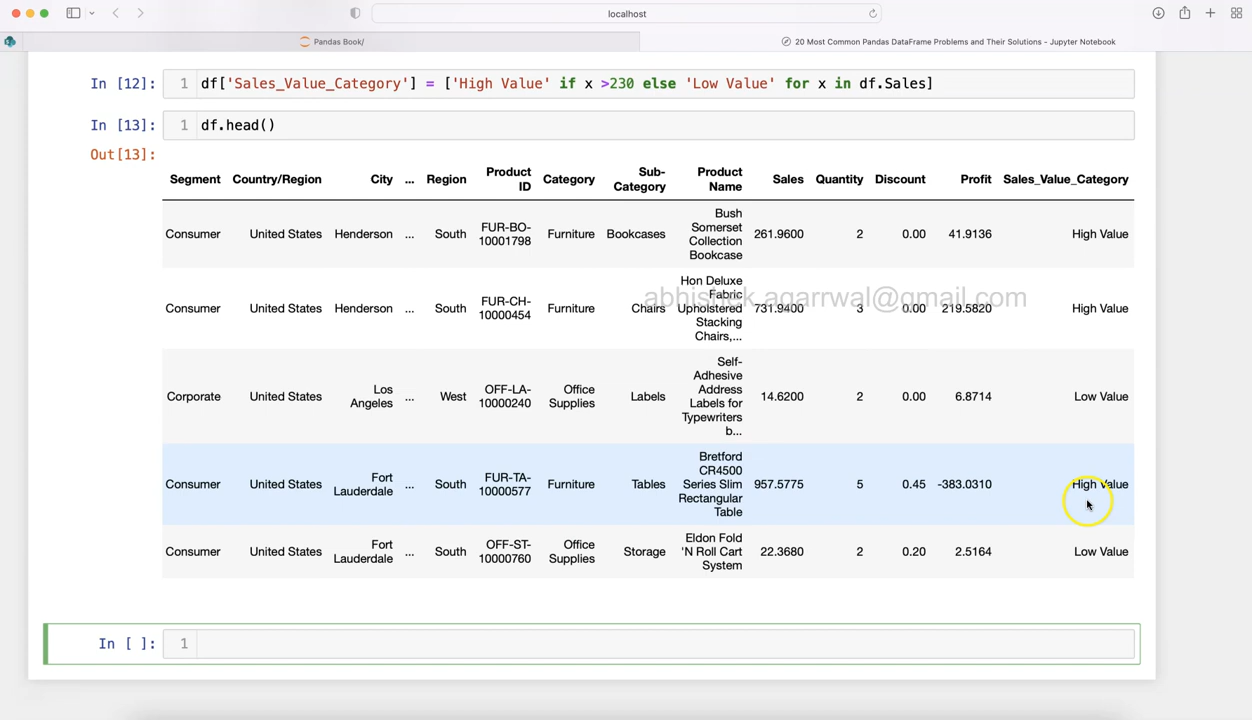 localhost
Pandas Book/
20 Most Common Pandas DataFrame Problems and Their Solutions - Jupyter Notebook
In [12]: 1 df['Sales_Value_Category'] = ['High Value' if x >230 else 'Low Value' for x in df.Sales]
In [13]: 1 df.head()
Out[13]:
Segment Country/Region City ... Region Product ID Category Sub-Category Product Name Sales Quantity Discount Profit Sales_Value_Category
Consumer United States Henderson ... South FUR-BO-10001798 Furniture Bookcases Bush Somerset Collection Bookcase 261.9600 2 0.00 41.9136 High Value
abhishek.agarrwal@gmail.com
Consumer United States Henderson ... South FUR-CH-10000454 Furniture Chairs Hon Deluxe Fabric Upholstered Stacking Chairs,... 731.9400 3 0.00 219.5820 High Value
Corporate United States Los Angeles ... West OFF-LA-10000240 Office Supplies Labels Self-Adhesive Address Labels for Typewriters b... 14.6200 2 0.00 6.8714 Low Value
Consumer United States Fort Lauderdale ... South FUR-TA-10000577 Furniture Tables Bretford CR4500 Series Slim Rectangular Table 957.5775 5 0.45 -383.0310 High Value
Consumer United States Fort Lauderdale ... South OFF-ST-10000760 Office Supplies Storage Eldon Fold 'N Roll Cart System 22.3680 2 0.20 2.5164 Low Value
In [ ]: 1